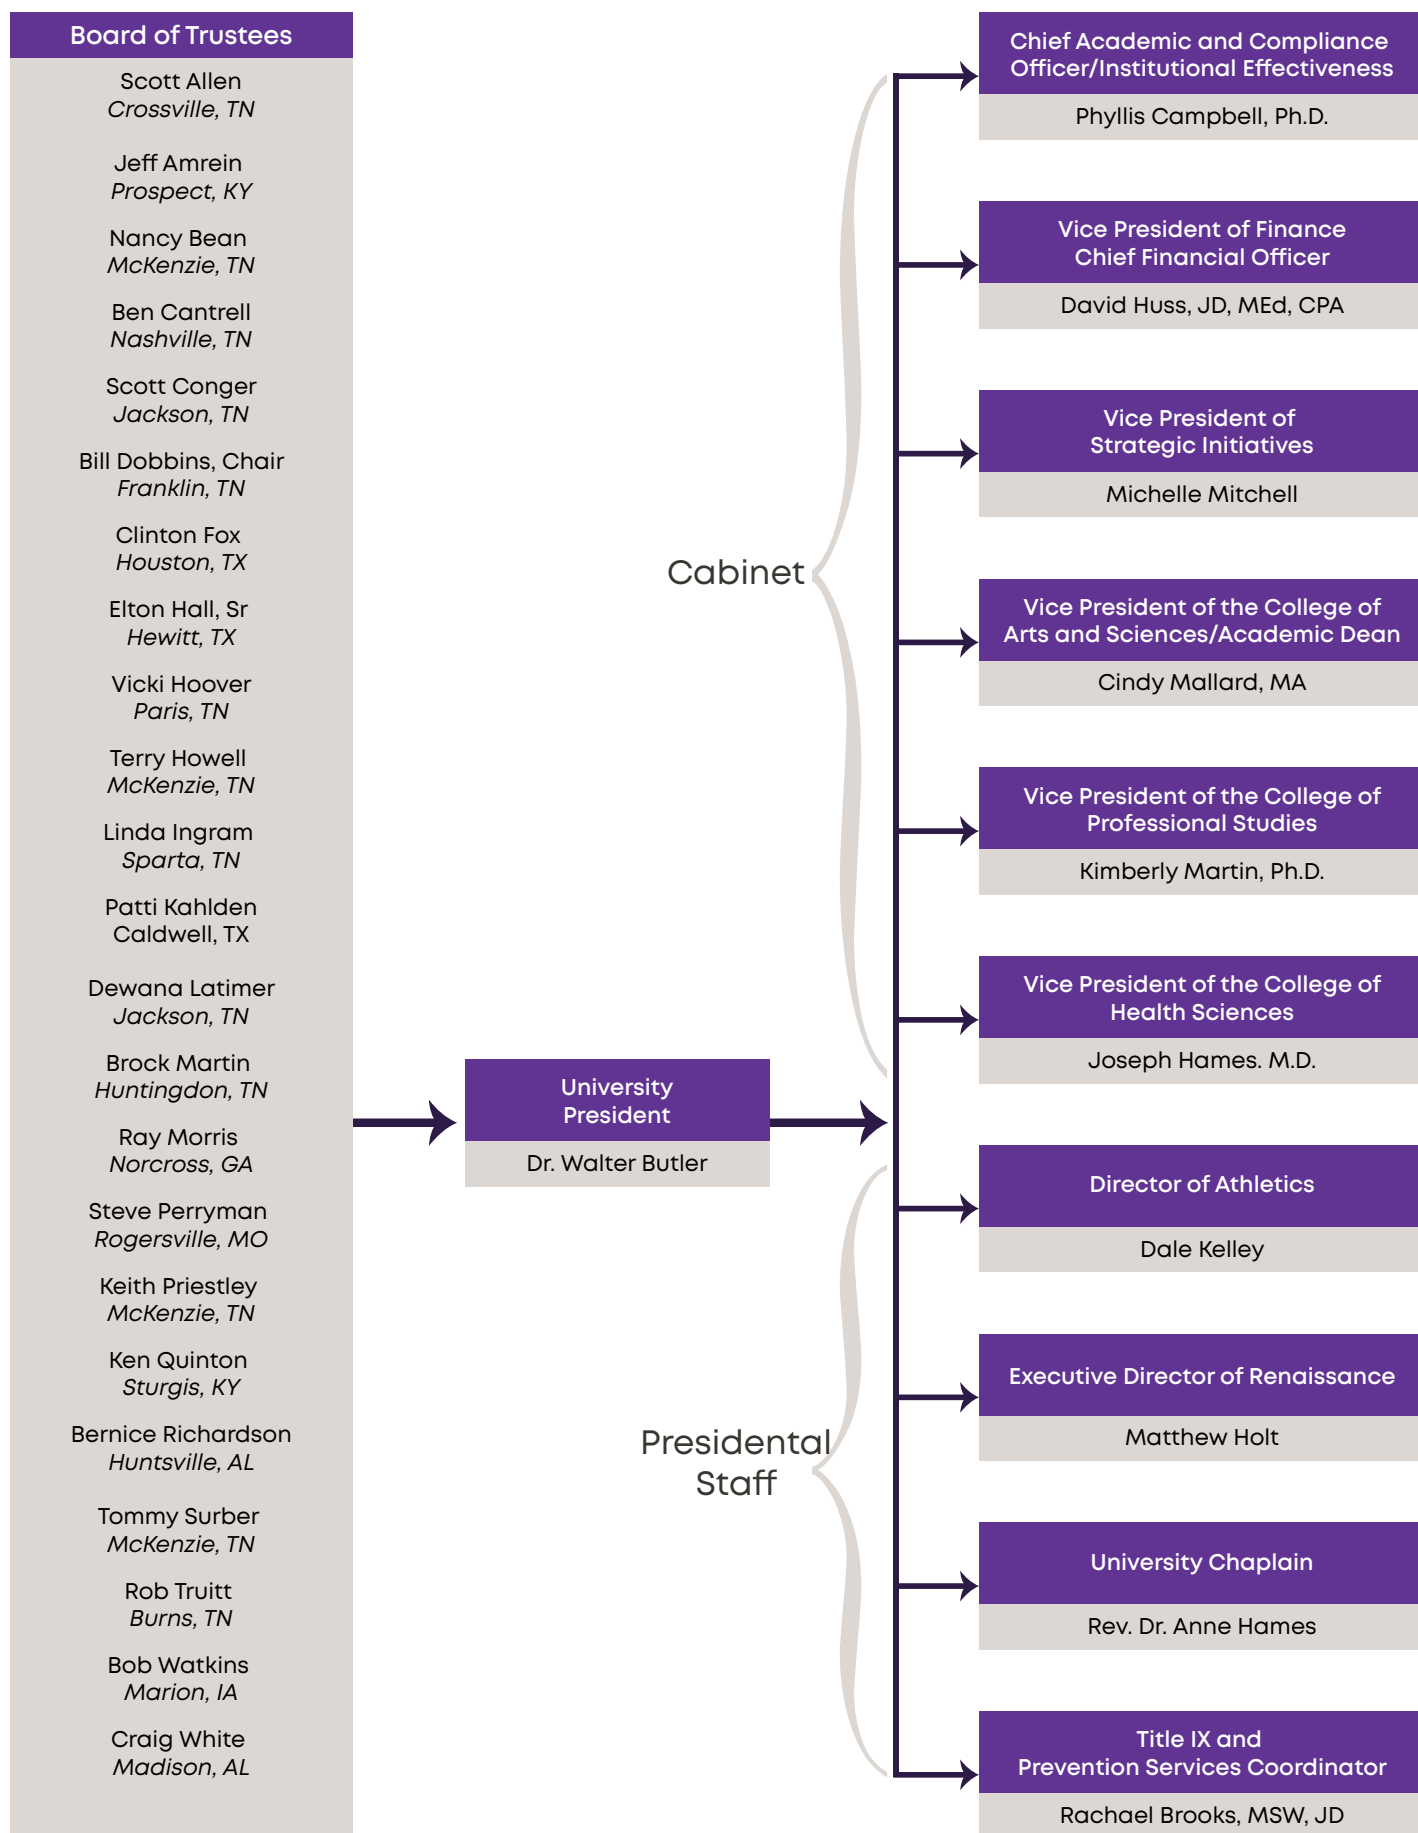 Board of Trustees
Scott Allen
Crossville, TN
Jeff Amrein
Prospect, KY
Nancy Bean
McKenzie, TN
Ben Cantrell
Nashville, TN
Scott Conger
Jackson, TN
Bill Dobbins, Chair
Franklin, TN
Clinton Fox
Houston, TX
Elton Hall, Sr
Hewitt, TX
Vicki Hoover
Paris, TN
Terry Howell
McKenzie, TN
Linda Ingram
Sparta, TN
Patti Kahlden
Caldwell, TX
Dewana Latimer
Jackson, TN
Brock Martin
Huntingdon, TN
Ray Morris
Norcross, GA
Steve Perryman
Rogersville, MO
Keith Priestley
McKenzie, TN
Ken Quinton
Sturgis, KY
Bernice Richardson
Huntsville, AL
Tommy Surber
McKenzie, TN
Rob Truitt
Burns, TN
Bob Watkins
Marion, IA
Craig White
Madison, AL
University
President
Dr. Walter Butler
Cabinet
Presidental
Staff
Chief Academic and Compliance
Officer/Institutional Effectiveness
Phyllis Campbell, Ph.D.
Vice President of Finance
Chief Financial Officer
David Huss, JD, MEd, CPA
Vice President of
Strategic Initiatives
Michelle Mitchell
Vice President of the College of
Arts and Sciences/Academic Dean
Cindy Mallard, MA
Vice President of the College of
Professional Studies
Kimberly Martin, Ph.D.
Vice President of the College of
Health Sciences
Joseph Hames. M.D.
Director of Athletics
Dale Kelley
Executive Director of Renaissance
Matthew Holt
University Chaplain
Rev. Dr. Anne Hames
Title IX and
Prevention Services Coordinator
Rachael Brooks, MSW, JD